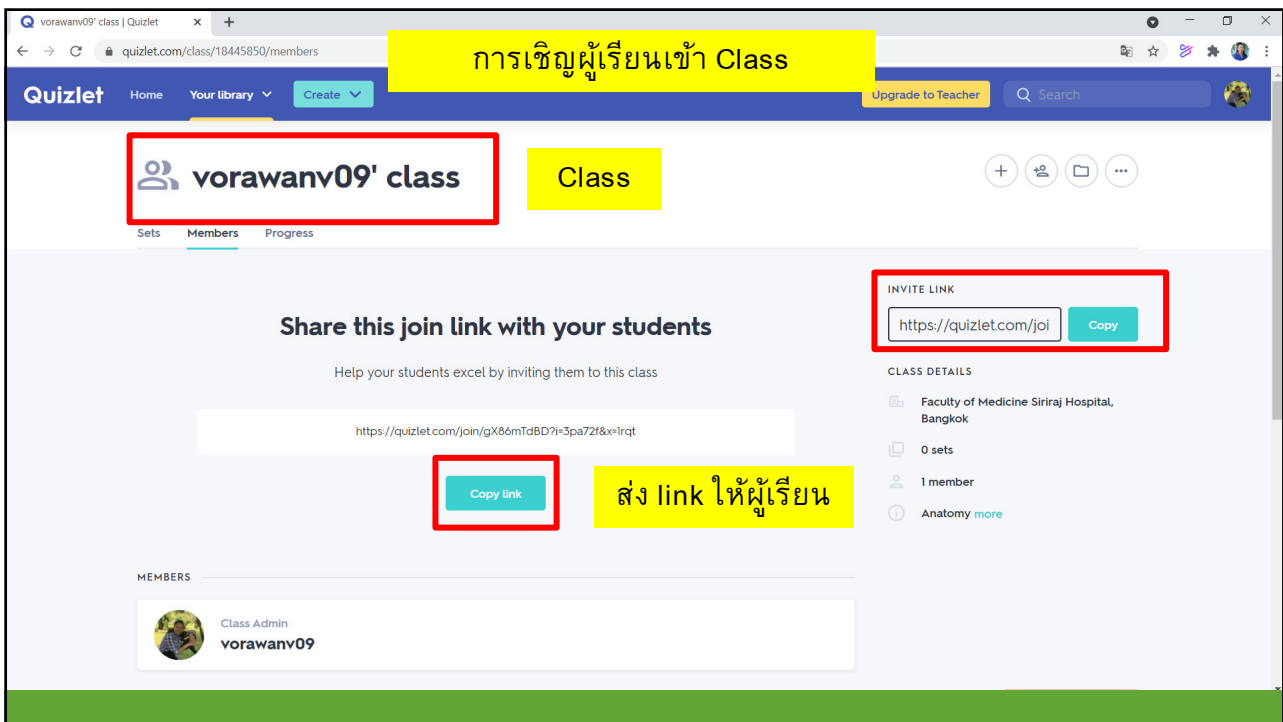 vorawanv09' class | Quizlet
quizlet.com/class/18445850/members
การเชิญผู้เรียนเข้า Class
Quizlet
Home
Your library
Create
Upgrade to Teacher
Search
vorawanv09' class
Class
Sets
Members
Progress
INVITE LINK
https://quizlet.com/joi
Copy
Share this join link with your students
Help your students excel by inviting them to this class
https://quizlet.com/join/gX86mTdBD?i=3pa72f&x=1rqt
Copy link
ส่ง link ให้ผู้เรียน
CLASS DETAILS
Faculty of Medicine Siriraj Hospital,
Bangkok
0 sets
1 member
Anatomy more
MEMBERS
Class Admin
vorawanv09